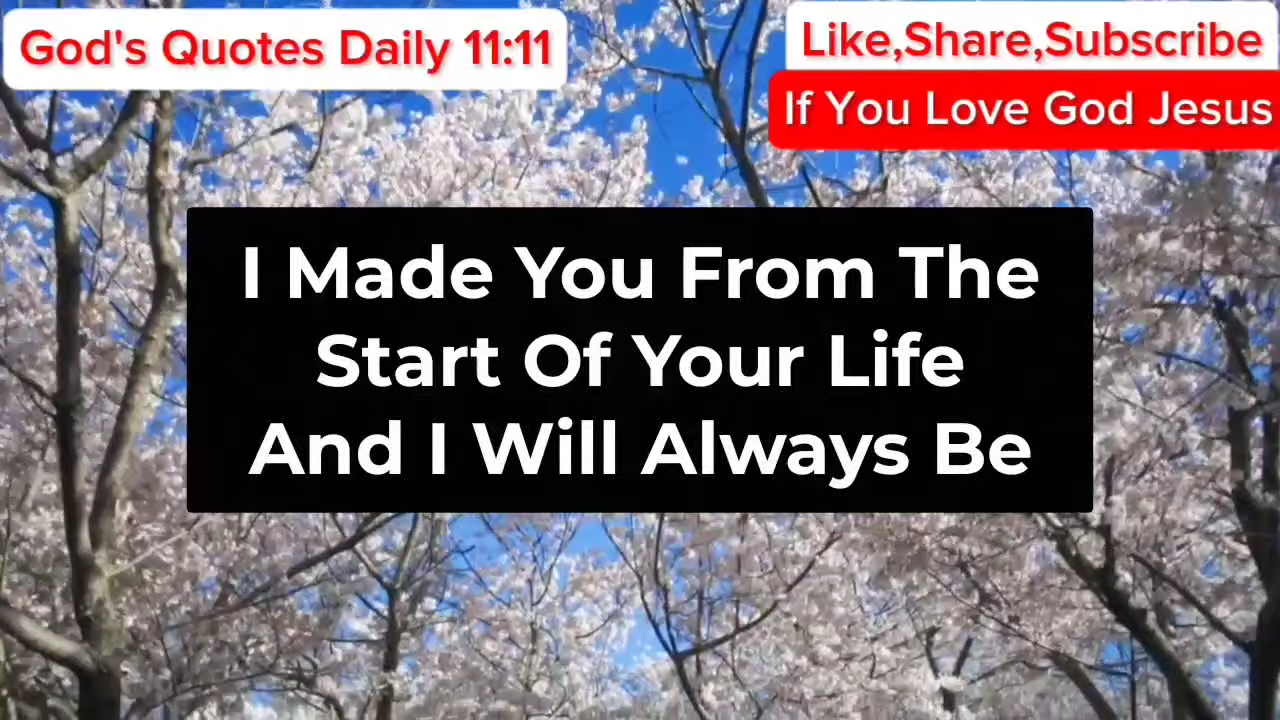 God's Quotes Daily 11:11
Like,Share,Subscribe
If You Love God Jesus
I Made You From The
Start Of Your Life
And I Will Always Be